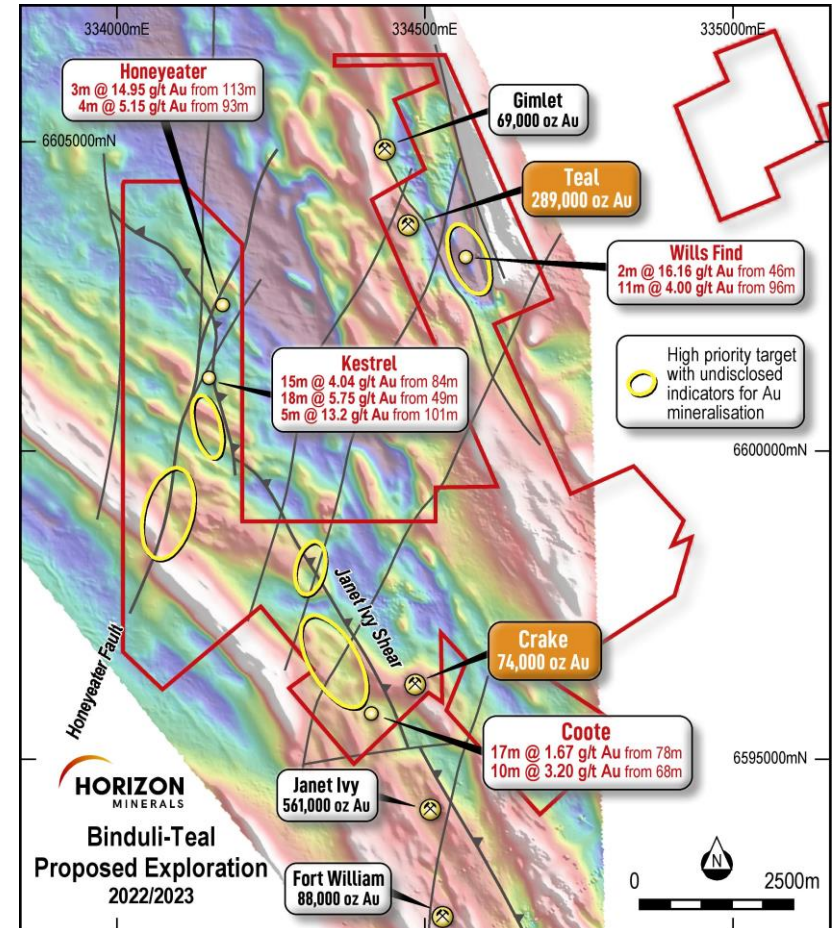 334000mE
334500mE
335000mE
Honeyeater
3m @ 14.95 g/t Au from 113m
4m @ 5.15 g/t Au from 93m
Gimlet
69,000 oz Au
6605000mN
Teal
289,000 oz Au
Wills Find
2m @ 16.16 g/t Au from 46m
11m @ 4.00 g/t Au from 96m
Kestrel
15m @ 4.04 g/t Au from 84m
18m @ 5.75 g/t Au from 49m
5m @ 13.2 g/t Au from 101m
High priority target
with undisclosed
indicators for Au
mineralisation
6600000mN
Janet Ivy Shear
Honeyeater Fault
Crake
74,000 oz Au
Coote
17m @ 1.67 g/t Au from 78m
10m @ 3.20 g/t Au from 68m
6595000mN
HORIZON
MINERALS
Janet Ivy
561,000 oz Au
Binduli-Teal
Proposed Exploration
2022/2023
Fort William
88,000 oz Au
N
0
2500m